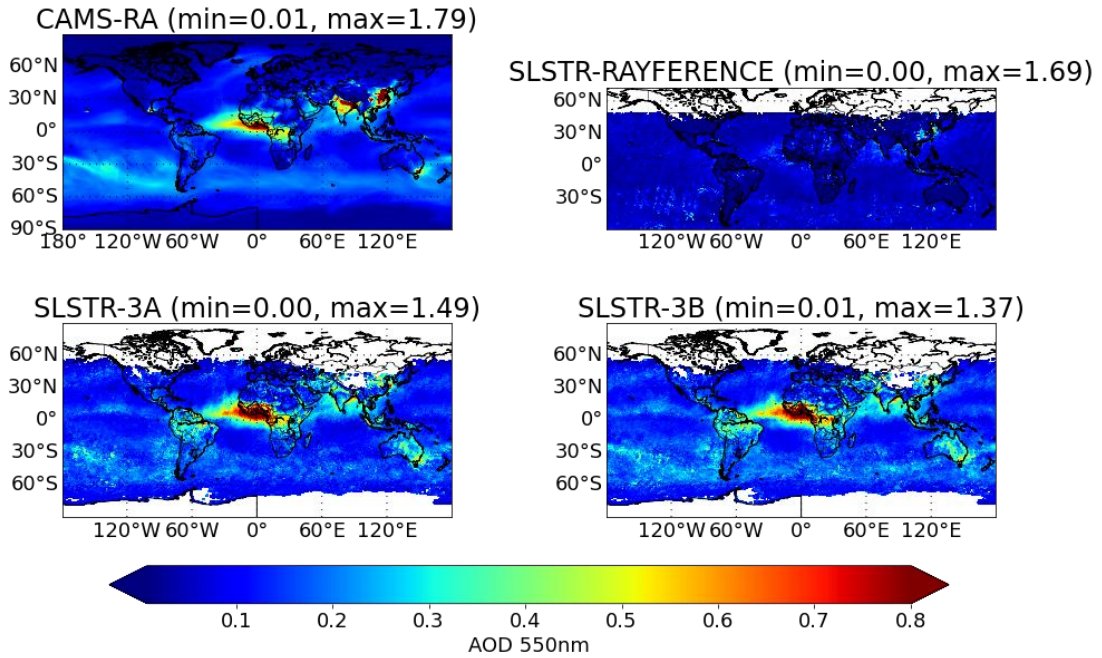 CAMS-RA (min=0.01, max=1.79)
60°N
30°N
0°
30°S
60°S
90°S
180° 120°W 60°W 0° 60°E 120°E
SLSTR-RAYFERENCE (min=0.00, max=1.69)
60°N
30°N
0°
30°S
120°W 60°W 0° 60°E 120°E
SLSTR-3A (min=0.00, max=1.49)
60°N
30°N
0°
30°S
60°S
120°W 60°W 0° 60°E 120°E
SLSTR-3B (min=0.01, max=1.37)
60°N
30°N
0°
30°S
60°S
120°W 60°W 0° 60°E 120°E
0.1 0.2 0.3 0.4 0.5 0.6 0.7 0.8
AOD 550nm